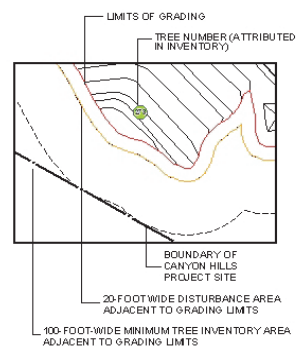 LIMITS OF GRADING
TREE NUMBER (ATTRIBUTED
IN INVENTORY)
BOUNDARY OF
CANYON HILLS
PROJECT SITE
20-FOOT WIDE DISTURBANCE AREA
ADJACENT TO GRADING LIMITS
100-FOOT-WIDE MINIMUM TREE INVENTORY AREA
ADJACENT TO GRADING LIMITS